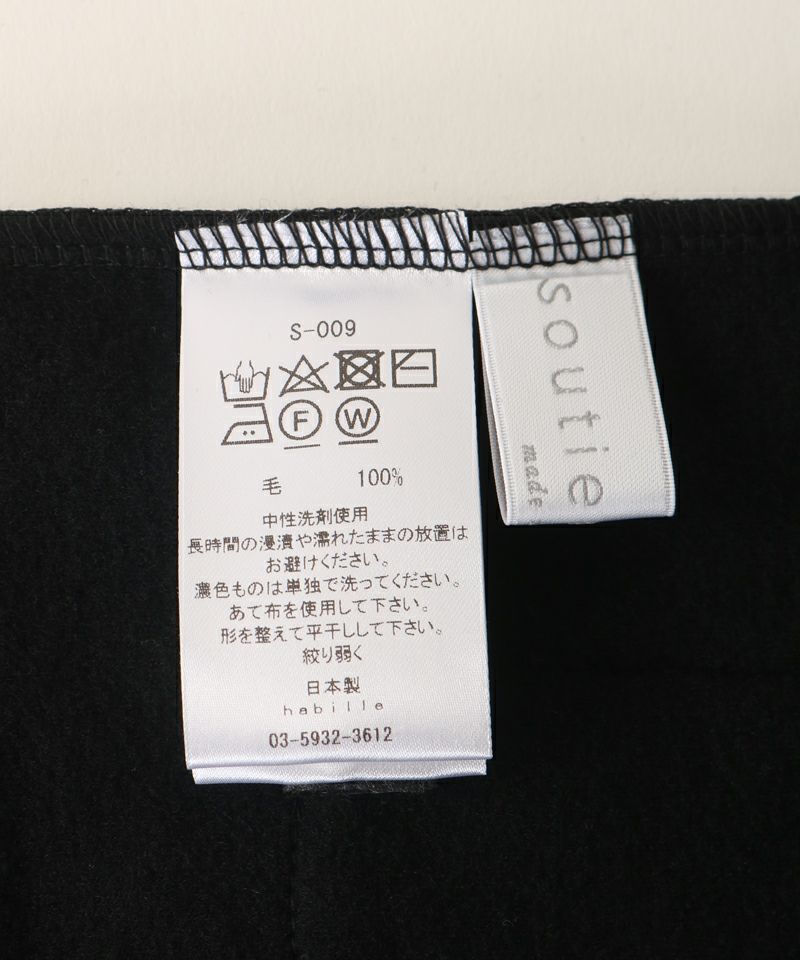 S-009
F W
毛 100%
中性洗剤使用
長時間の浸漬や濡れたままの放置は
お避けください。
濃色ものは単独で洗ってください。
あて布を使用して下さい。
形を整えて平干しして下さい。
絞り弱く
日本製
habille
03-5932-3612
soutie
made